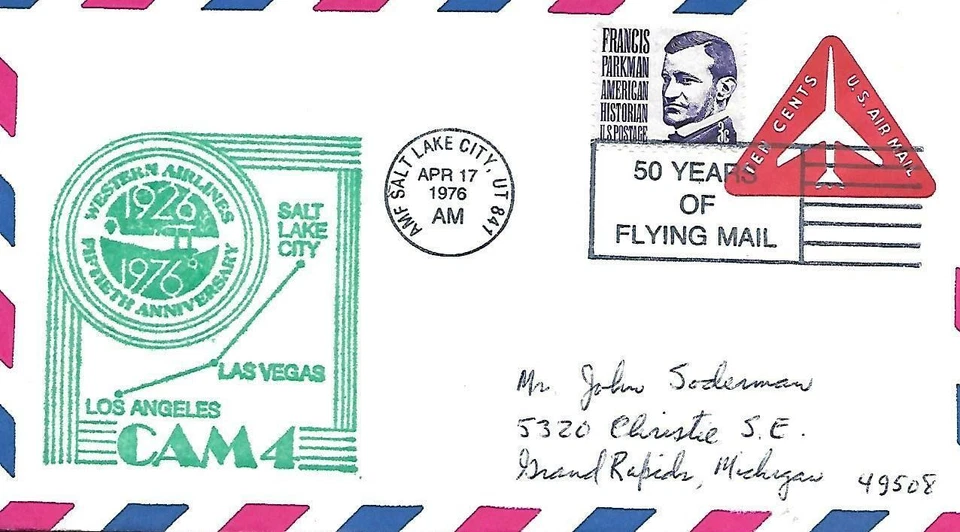 FRANCIS
PARKMAN
AMERICAN
HISTORIAN
U.S. POSTAGE
3c
TEN CENTS
U.S. AIR MAIL
AMF SALT LAKE CITY, UT 841
APR 17
1976
AM
50 YEARS
OF
FLYING MAIL
WESTERN AIRLINES
1926
1976
FIFTIETH ANNIVERSARY
SALT
LAKE
CITY
LAS VEGAS
LOS ANGELES
CAM 4
Mr. John Soderman
5320 Christie S.E.
Grand Rapids, Michigan 49508